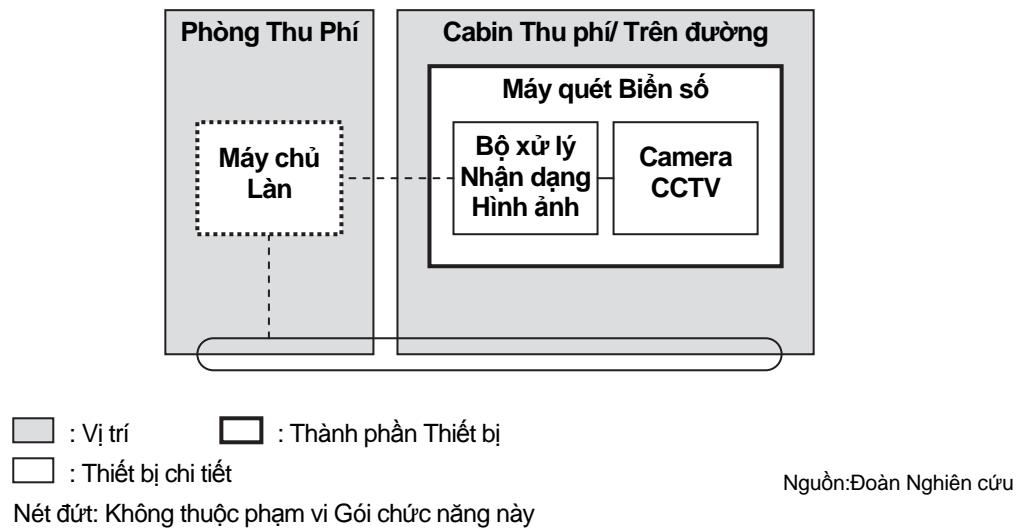 Phòng Thu Phí
Cabin Thu phí/ Trên đường
Máy quét Biển số
Máy chủ
Làn
Bộ xử lý
Nhận dạng
Hình ảnh
Camera
CCTV
: Vị trí
: Thành phần Thiết bị
: Thiết bị chi tiết
Nguồn:Đoàn Nghiên cứu
Nét đứt: Không thuộc phạm vi Gói chức năng này